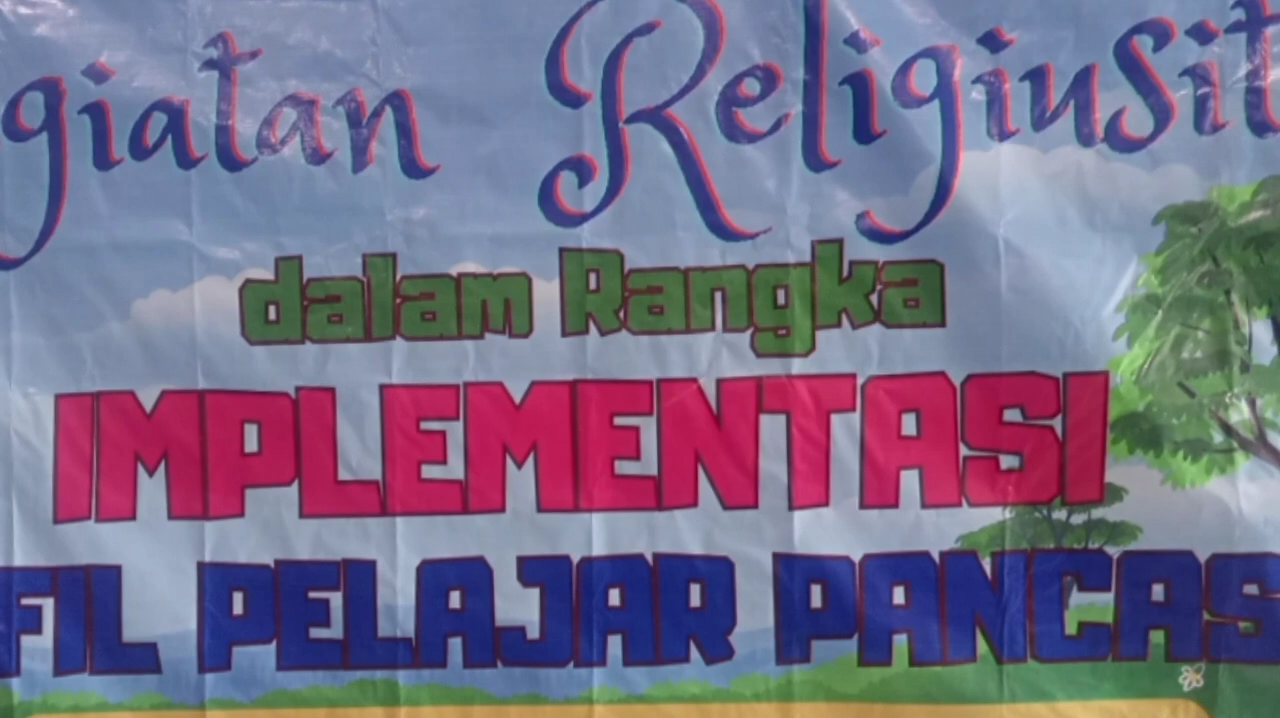 giatan Religiusit
dalam Rangka
IMPLEMENTASI
FIL PELAJAR PANCAS